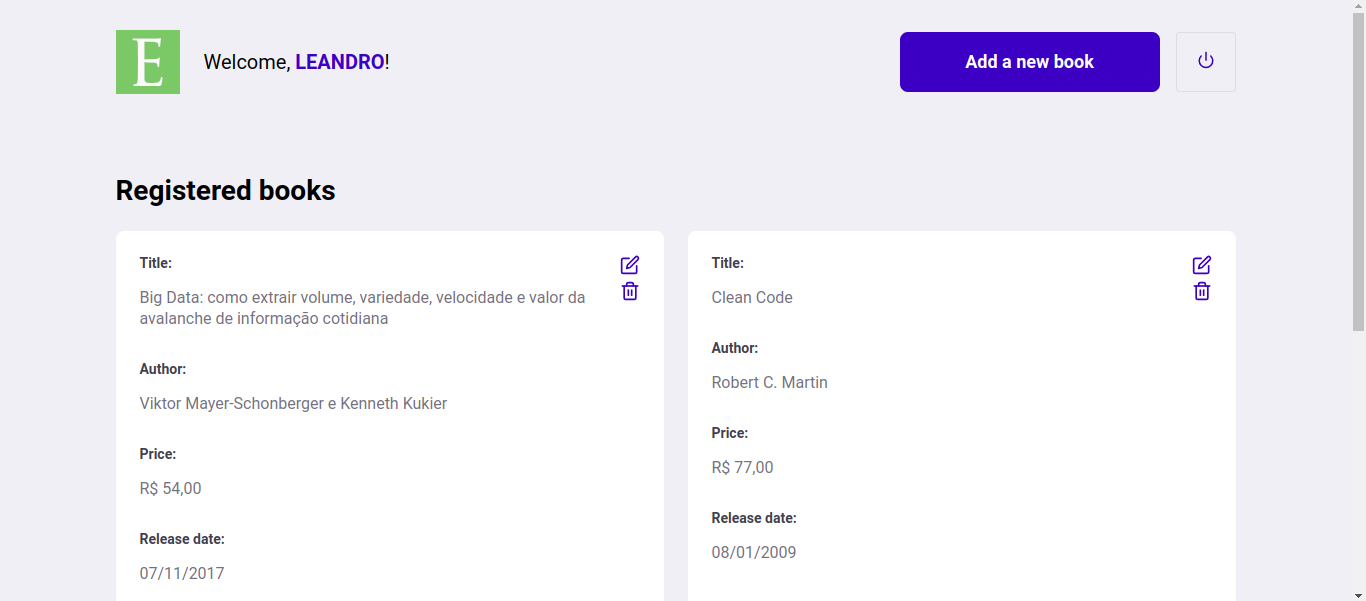 E
Welcome, LEANDRO!
Add a new book
Registered books
Title:
Big Data: como extrair volume, variedade, velocidade e valor da
avalanche de informação cotidiana
Author:
Viktor Mayer-Schonberger e Kenneth Kukier
Price:
R$ 54,00
Release date:
07/11/2017
Title:
Clean Code
Author:
Robert C. Martin
Price:
R$ 77,00
Release date:
08/01/2009